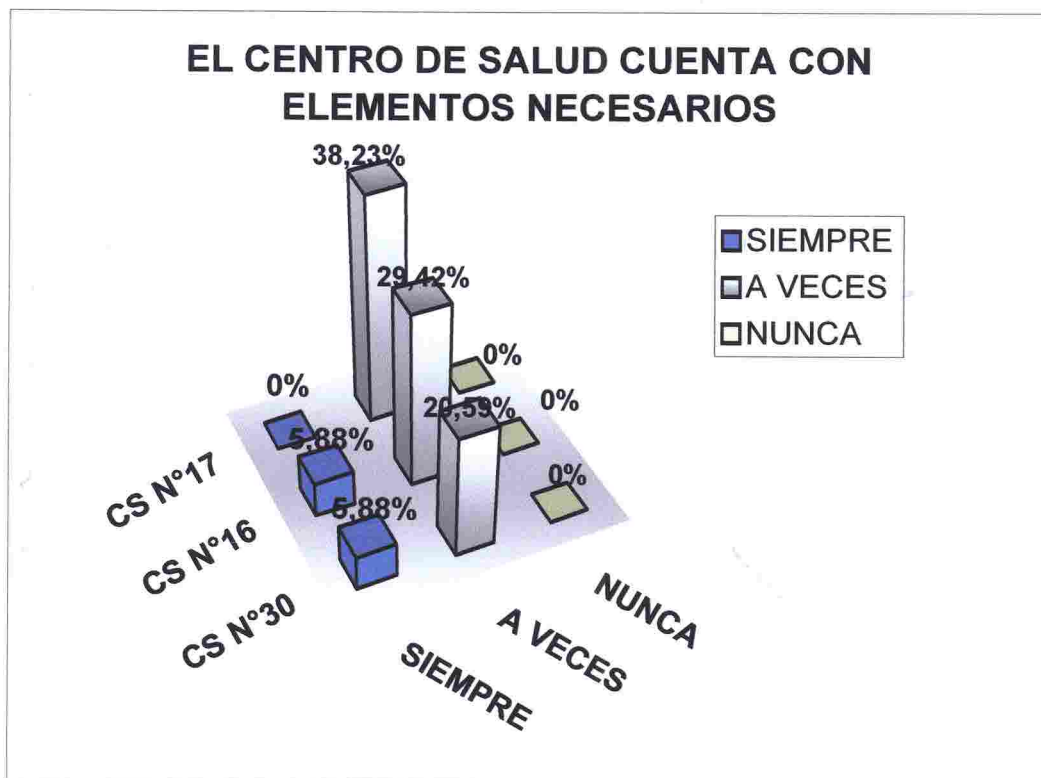 EL CENTRO DE SALUD CUENTA CON
ELEMENTOS NECESARIOS
38,23%
29,42%
0%
0%
20,59%
0%
5,88%
0%
5,88%
SIEMPRE
A VECES
NUNCA
CS N°17
CS N°16
CS N°30
SIEMPRE
A VECES
NUNCA